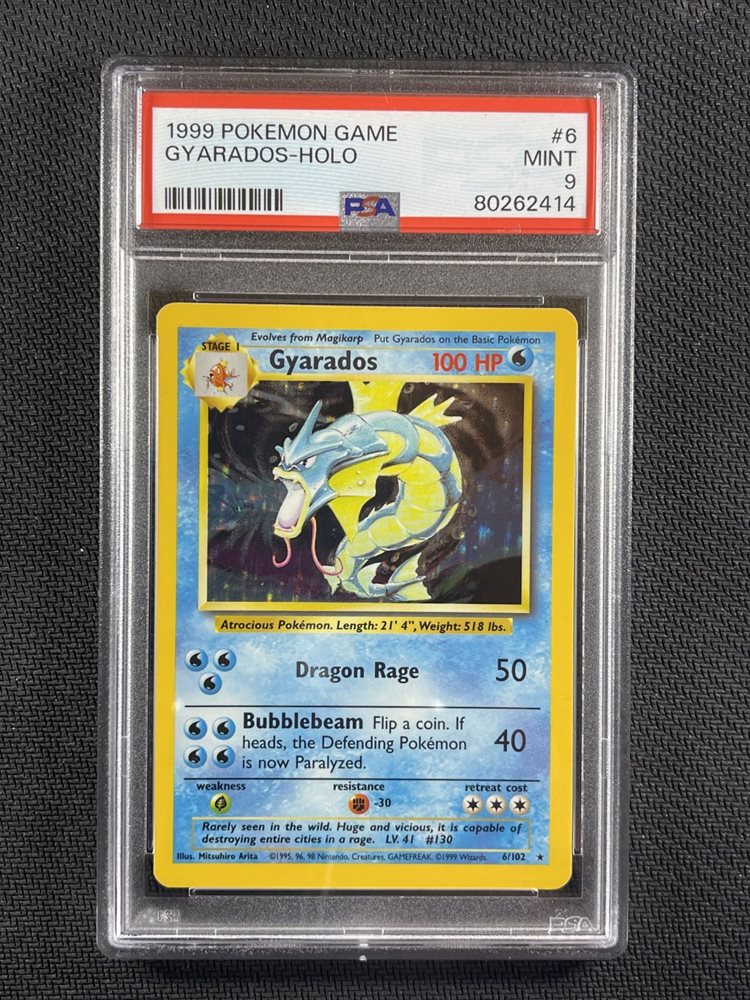 1999 POKEMON GAME #6
GYARADOS-HOLO MINT
9
PSA 80262414
Evolves from Magikarp Put Gyarados on the Basic Pokémon
STAGE 1
Gyarados 100 HP
Atrocious Pokémon. Length: 21' 4", Weight: 518 lbs.
Dragon Rage 50
Bubblebeam Flip a coin. If
heads, the Defending Pokémon 40
is now Paralyzed.
weakness resistance retreat cost
-30
Rarely seen in the wild. Huge and vicious, it is capable of
destroying entire cities in a rage. LV. 41 #130
Illus. Mitsuhiro Arita ©1995, 96, 98 Nintendo, Creatures, GAMEFREAK. ©1999 Wizards. 6/102 ★